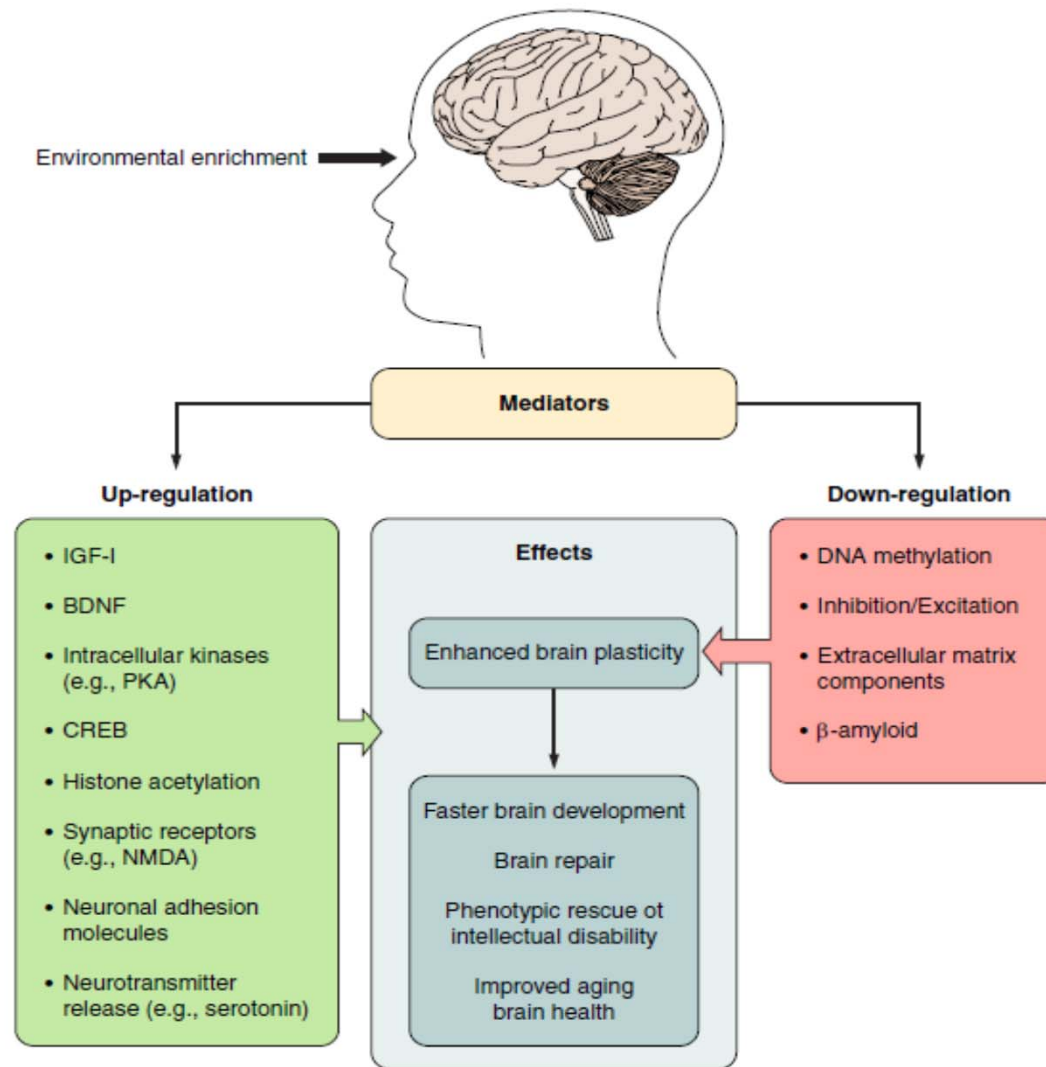 Environmental enrichment
Mediators
Up-regulation
• IGF-I
• BDNF
• Intracellular kinases
(e.g., PKA)
• CREB
• Histone acetylation
• Synaptic receptors
(e.g., NMDA)
• Neuronal adhesion
molecules
• Neurotransmitter
release (e.g., serotonin)
Effects
Enhanced brain plasticity
Faster brain development
Brain repair
Phenotypic rescue of
intellectual disability
Improved aging
brain health
Down-regulation
• DNA methylation
• Inhibition/Excitation
• Extracellular matrix
components
• β-amyloid